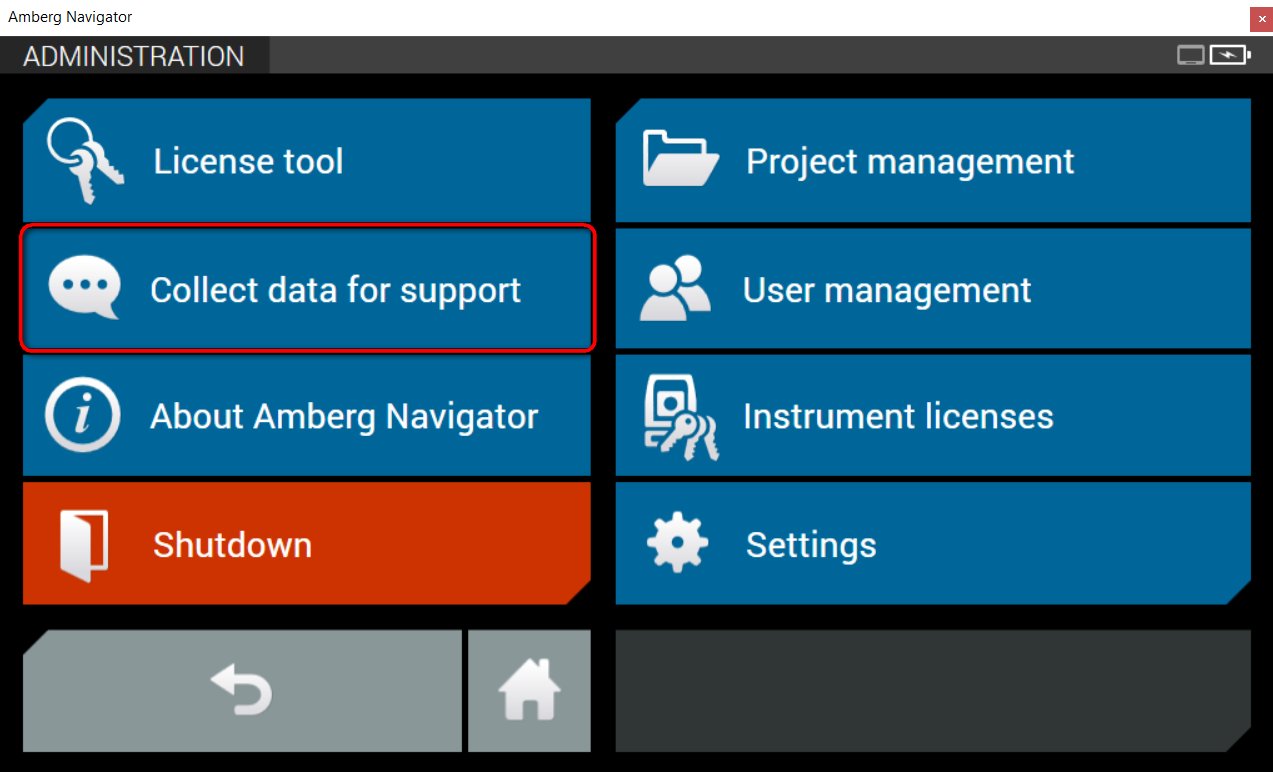 Amberg Navigator
ADMINISTRATION
License tool
Project management
Collect data for support
User management
About Amberg Navigator
Instrument licenses
Shutdown
Settings